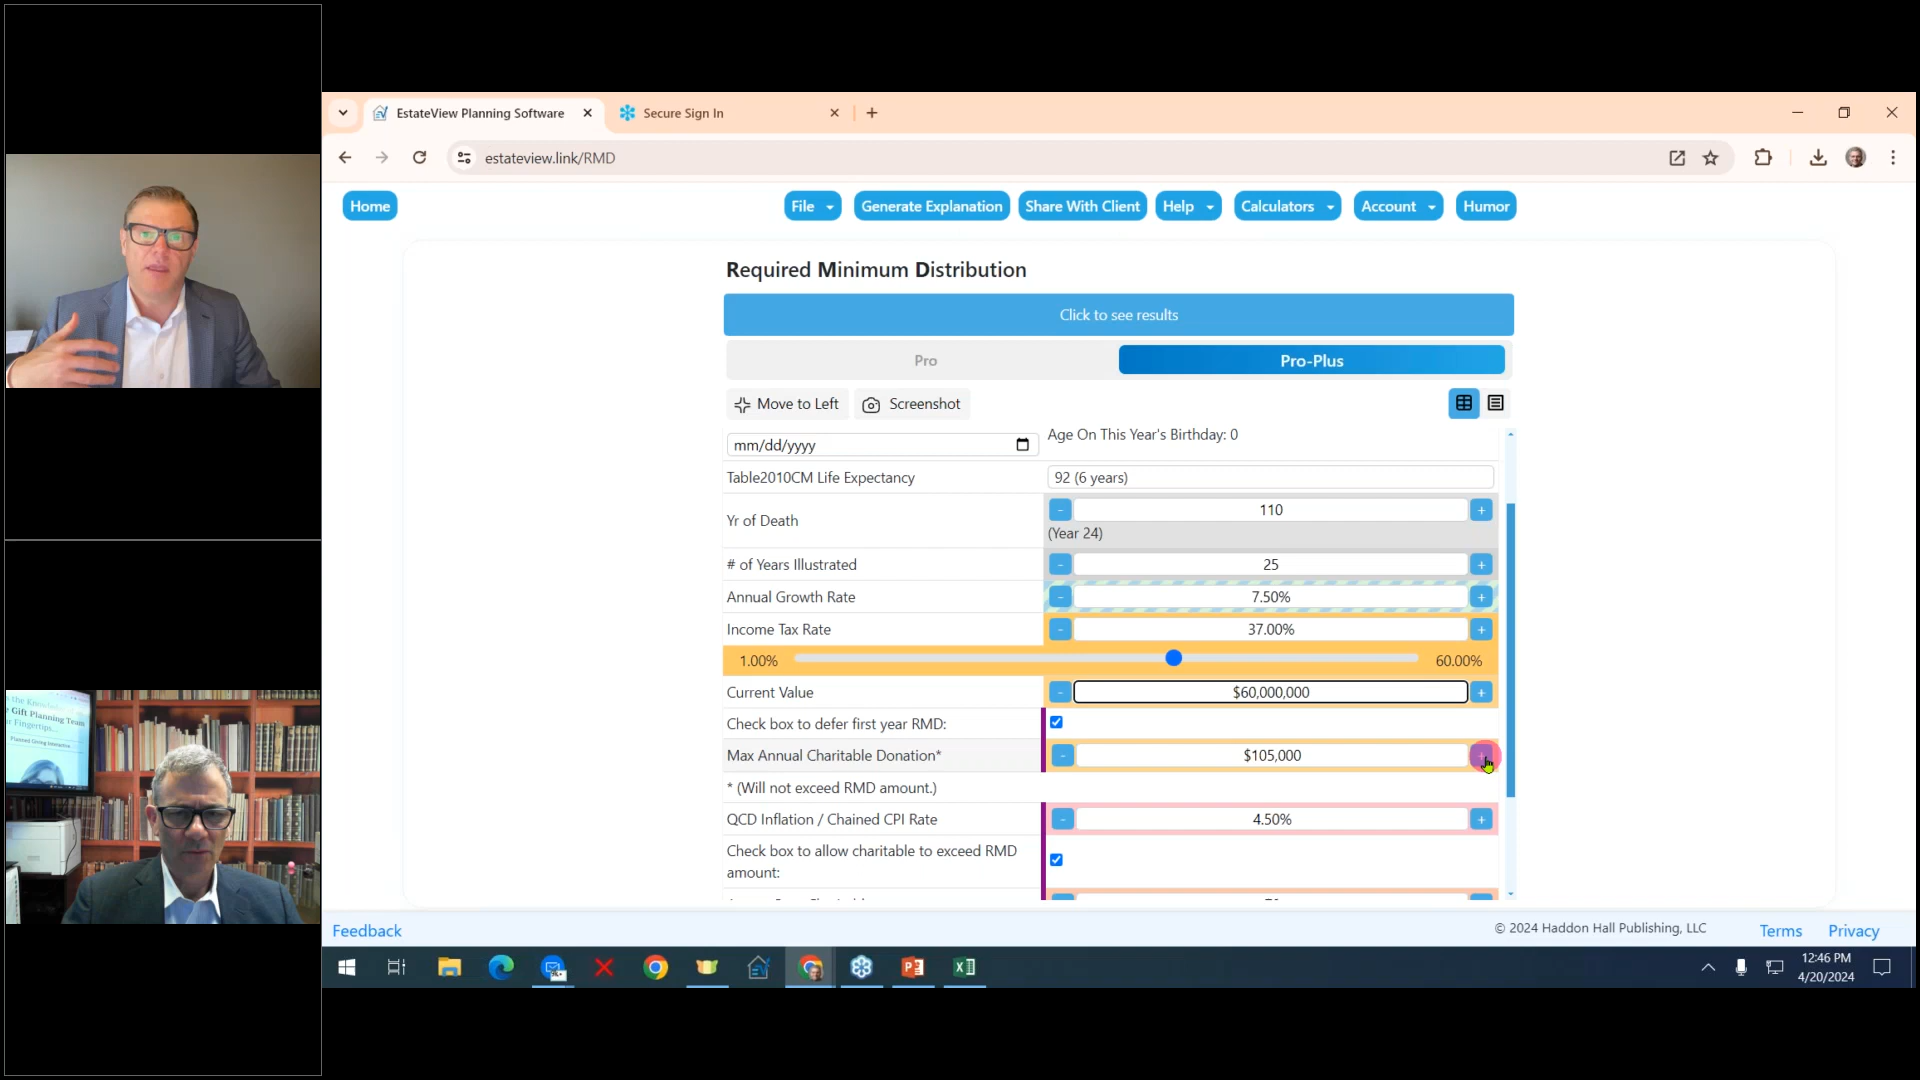 EstateView Planning Software
Secure Sign In
estateview.link/RMD
Home
File
Generate Explanation
Share With Client
Help
Calculators
Account
Humor
Required Minimum Distribution
Click to see results
Pro
Pro-Plus
Move to Left
Screenshot
mm/dd/yyyy
Age On This Year's Birthday: 0
Table2010CM Life Expectancy
92 (6 years)
Yr of Death
- 110 +
(Year 24)
# of Years Illustrated
- 25 +
Annual Growth Rate
- 7.50% +
Income Tax Rate
- 37.00% +
1.00%
60.00%
Current Value
- $60,000,000 +
Check box to defer first year RMD:
Max Annual Charitable Donation*
- $105,000 +
* (Will not exceed RMD amount.)
QCD Inflation / Chained CPI Rate
- 4.50% +
Check box to allow charitable to exceed RMD
amount:
Feedback
© 2024 Haddon Hall Publishing, LLC
Terms
Privacy
12:46 PM
4/20/2024
Gift Planning Team
Fingertips...